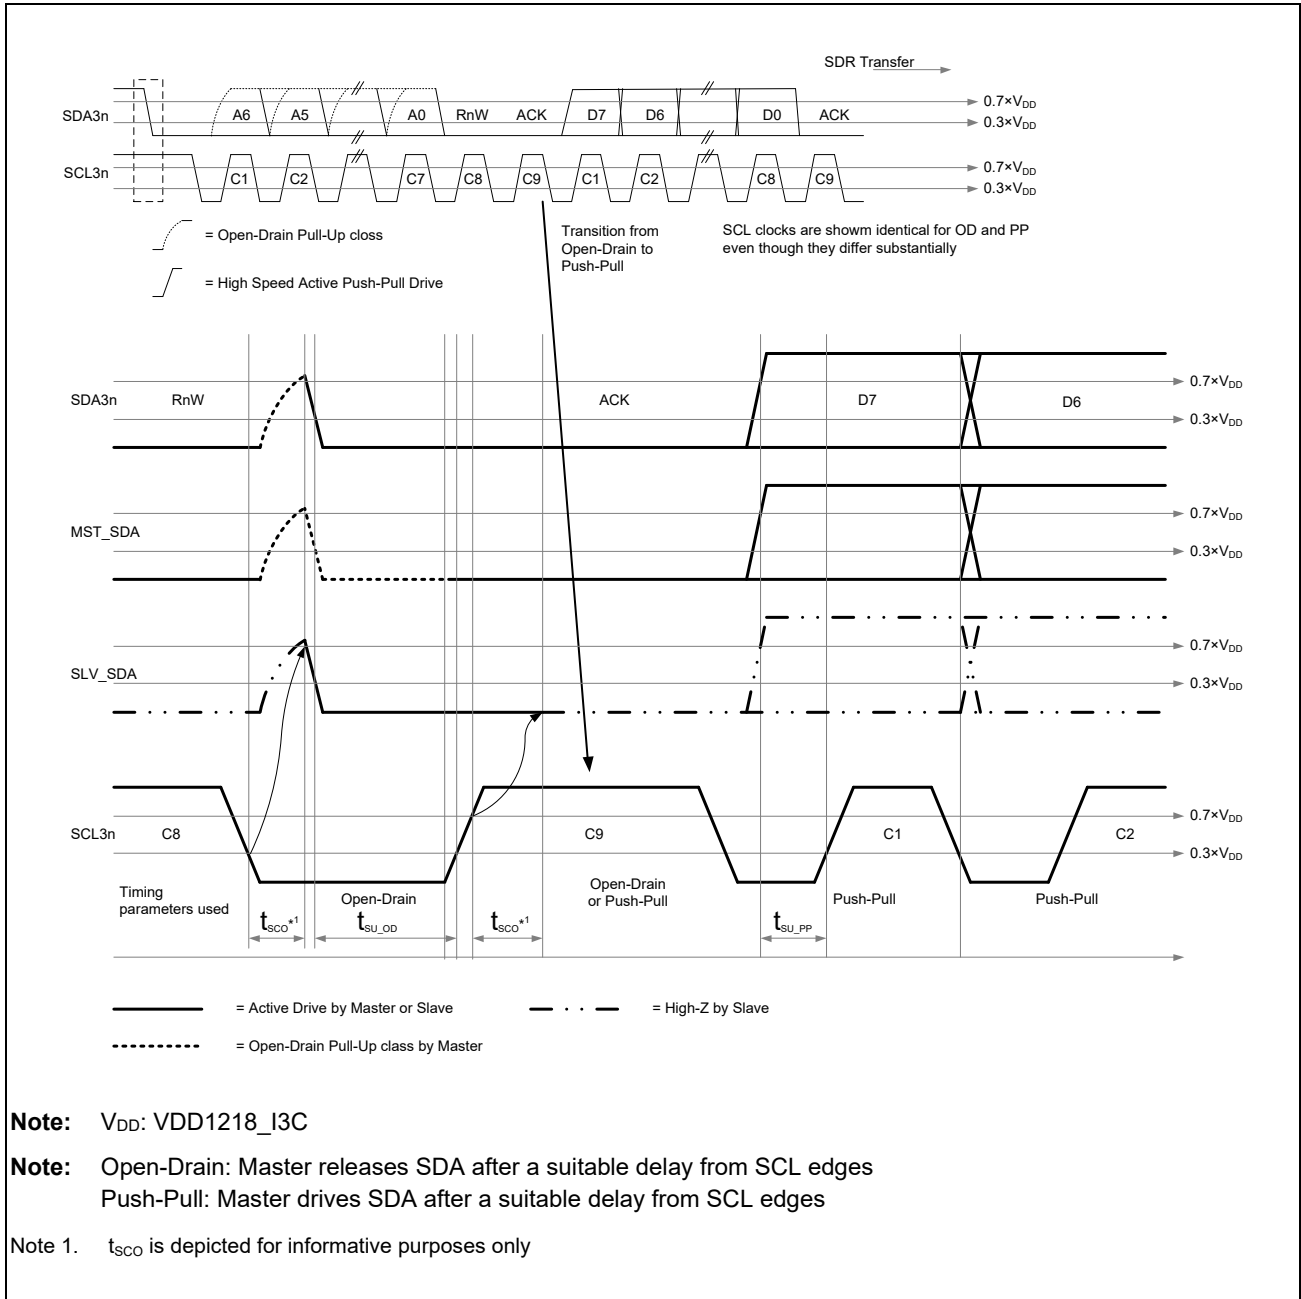 SDR Transfer
SDA3n A6 A5 A0 RnW ACK D7 D6 D0 ACK
0.7×VDD
0.3×VDD
SCL3n C1 C2 C7 C8 C9 C1 C2 C8 C9
0.7×VDD
0.3×VDD
= Open-Drain Pull-Up closs
= High Speed Active Push-Pull Drive
Transition from
Open-Drain to
Push-Pull
SCL clocks are showm identical for OD and PP
even though they differ substantially
SDA3n RnW ACK D7 D6
0.7×VDD
0.3×VDD
MST_SDA
0.7×VDD
0.3×VDD
SLV_SDA
0.7×VDD
0.3×VDD
SCL3n C8 C9 C1 C2
0.7×VDD
0.3×VDD
Timing
parameters used
Open-Drain
Open-Drain
or Push-Pull
Push-Pull
Push-Pull
tSCO*1 tSU_OD tSCO*1 tSU_PP
= Active Drive by Master or Slave
= High-Z by Slave
= Open-Drain Pull-Up class by Master
Note: VDD: VDD1218_I3C
Note: Open-Drain: Master releases SDA after a suitable delay from SCL edges
Push-Pull: Master drives SDA after a suitable delay from SCL edges
Note 1. tSCO is depicted for informative purposes only